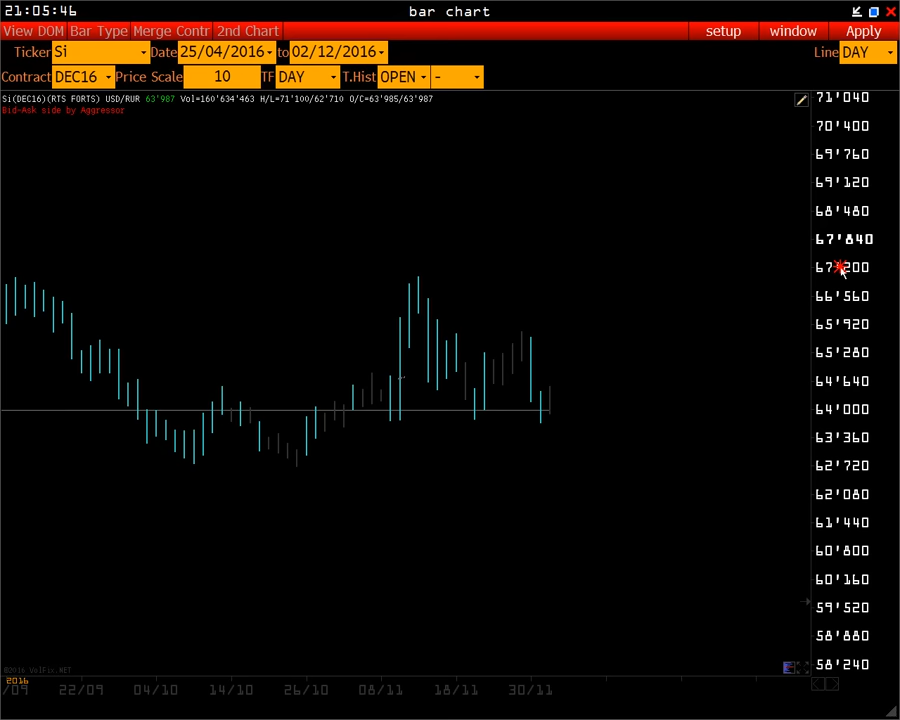 21:05:46 bar chart
View DOM Bar Type Merge Contr 2nd Chart setup window Apply
Ticker Si Date 25/04/2016 to 02/12/2016 Line DAY
Contract DEC16 Price Scale 10 TF DAY T.Hist OPEN -
Si(DEC16)(RTS FORTS) USD/RUR 63'987 Vol=160'634'463 H/L=71'100/62'710 O/C=63'985/63'987
Bid-Ask side by Aggressor
71'040
70'400
69'760
69'120
68'480
67'840
66'560
65'920
65'280
64'640
64'000
63'360
62'720
62'080
61'440
60'800
60'160
59'520
58'880
58'240
©2016 VolFix.NET
2016
/09 22/09 04/10 14/10 26/10 08/11 18/11 30/11